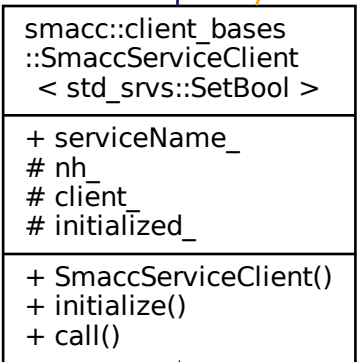 smacc::client_bases
::SmaccServiceClient
< std_srvs::SetBool >
+ serviceName_
# nh_
# client_
# initialized_
+ SmaccServiceClient()
+ initialize()
+ call()